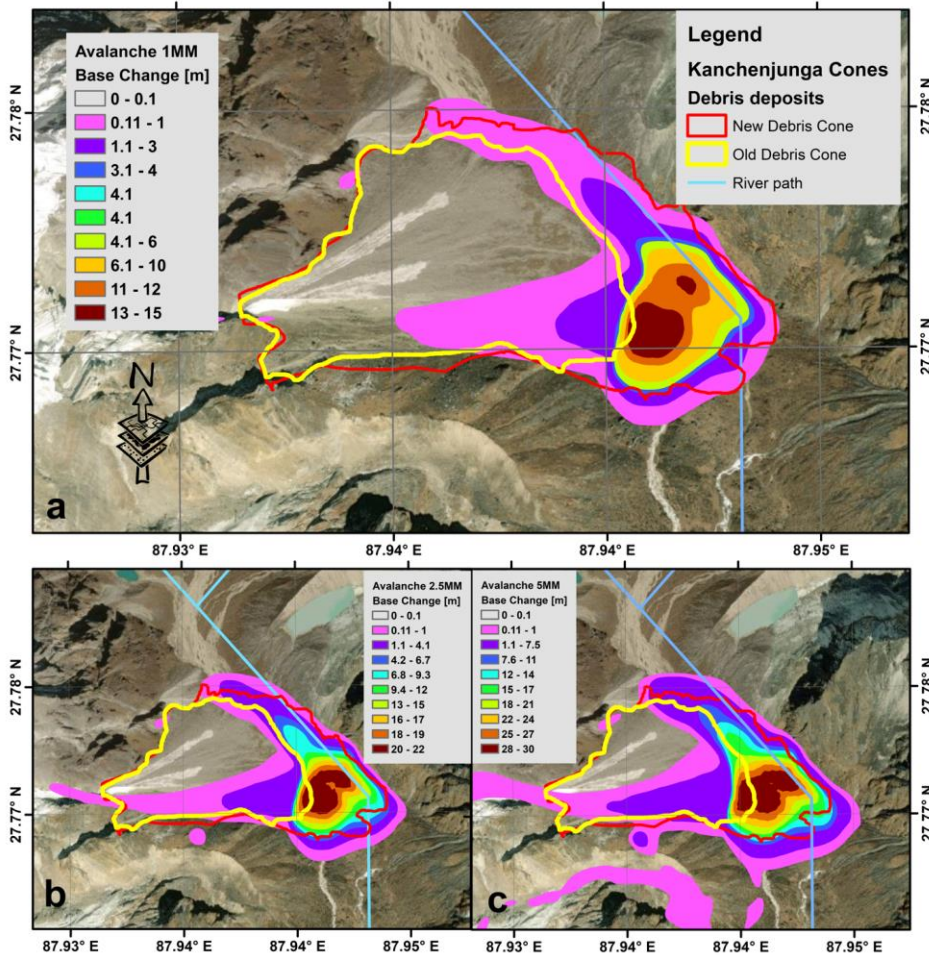 Avalanche 1MM
Base Change [m]
0 - 0.1
0.11 - 1
1.1 - 3
3.1 - 4
4.1
4.1
4.1 - 6
6.1 - 10
11 - 12
13 - 15
Legend
Kanchenjunga Cones
Debris deposits
New Debris Cone
Old Debris Cone
River path
27.78° N
27.77° N
27.78° N
27.77° N
N
a
87.93° E
87.94° E
87.94° E
87.95° E
Avalanche 2.5MM
Base Change [m]
0 - 0.1
0.11 - 1
1.1 - 4.1
4.2 - 6.7
6.8 - 9.3
9.4 - 12
13 - 15
16 - 17
18 - 19
20 - 22
27.78° N
27.77° N
b
87.93° E
87.94° E
87.94° E
87.95° E
Avalanche 5MM
Base Change [m]
0 - 0.1
0.11 - 1
1.1 - 7.5
7.6 - 11
12 - 14
15 - 17
18 - 21
22 - 24
25 - 27
28 - 30
27.78° N
27.77° N
c
87.93° E
87.94° E
87.94° E
87.95° E